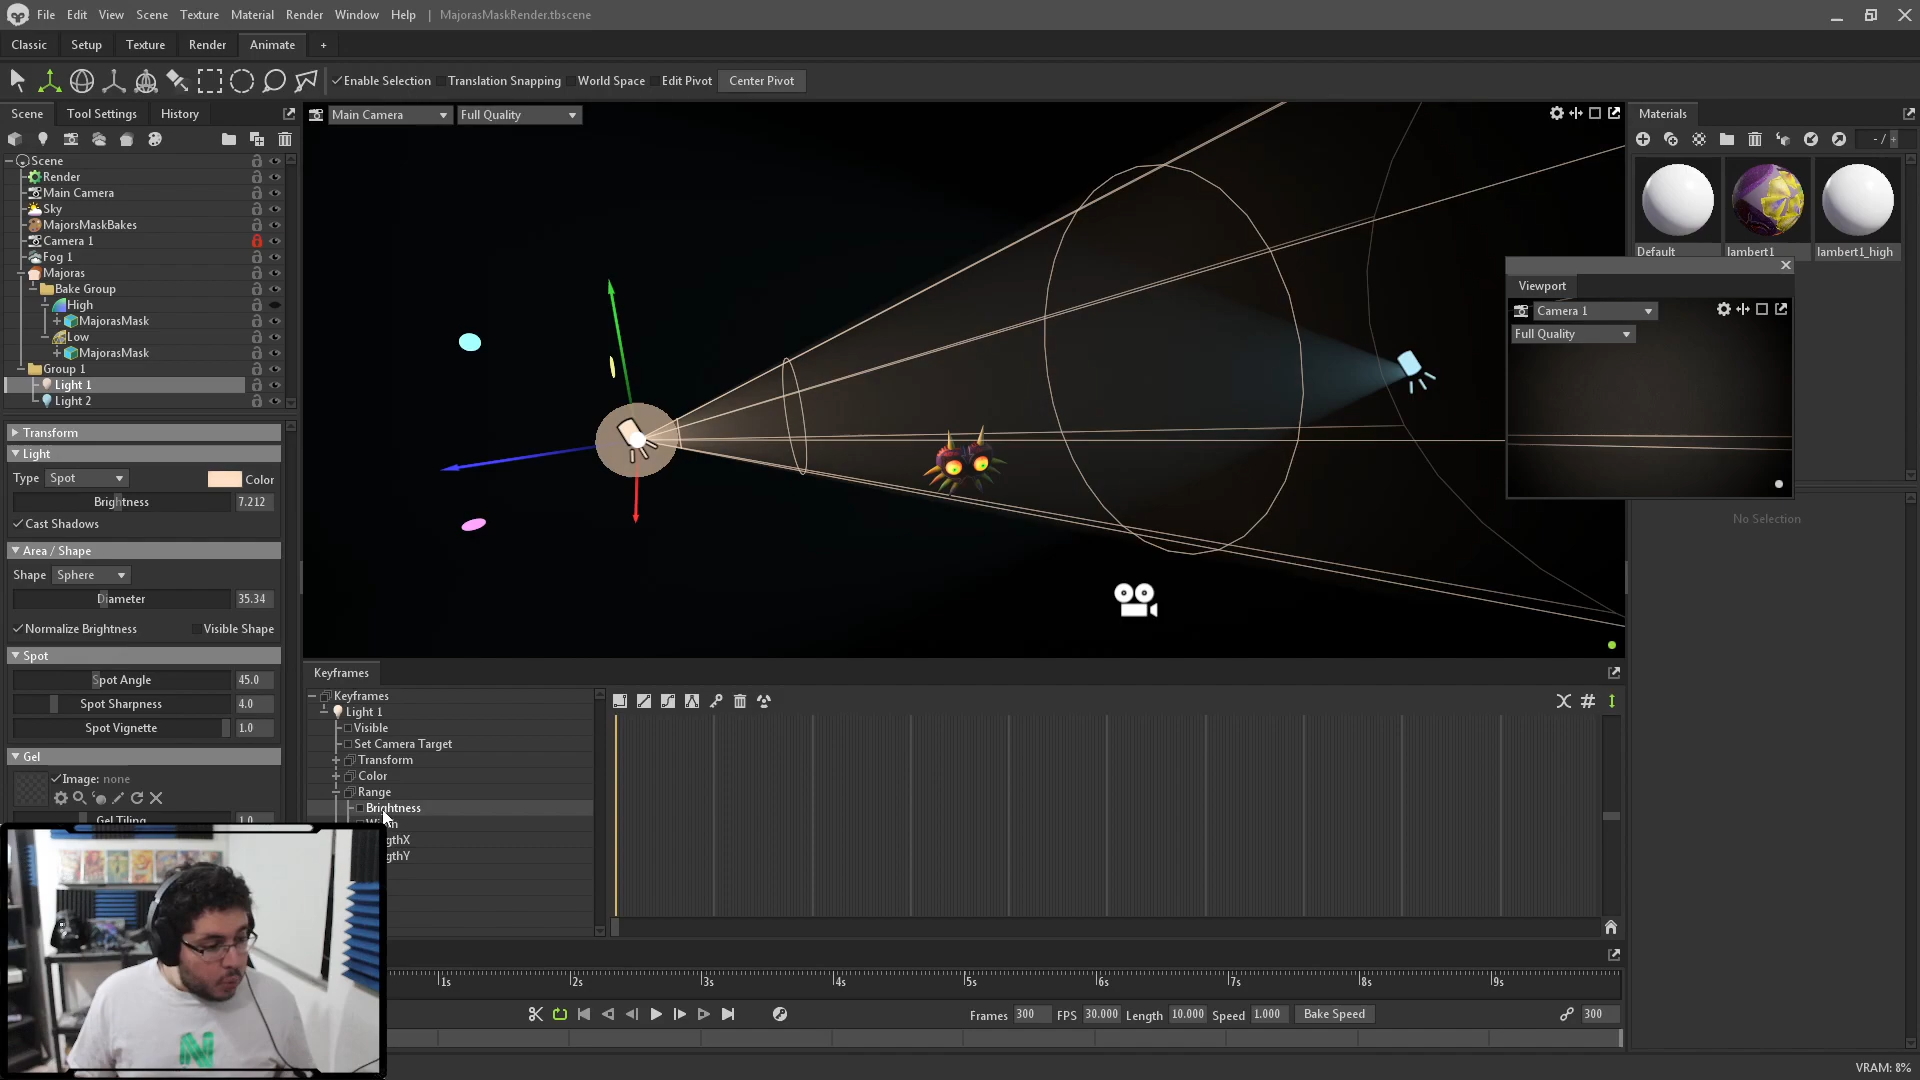 File Edit View Scene Texture Material Render Window Help | MajorasMaskRender.tbscene
Classic Setup Texture Render Animate +
Enable Selection Translation Snapping World Space Edit Pivot Center Pivot
Scene Tool Settings History
Main Camera Full Quality
Materials
- / +
Scene
Render
Main Camera
Sky
MajorsMaskBakes
Camera 1
Fog 1
Majoras
Bake Group
High
MajorasMask
Low
MajorasMask
Group 1
Light 1
Light 2
Default lambert1 lambert1_high
Viewport
Camera 1
Full Quality
No Selection
Transform
Light
Type Spot Color
Brightness 7.212
Cast Shadows
Area / Shape
Shape Sphere
Diameter 35.34
Normalize Brightness Visible Shape
Spot
Spot Angle 45.0
Spot Sharpness 4.0
Spot Vignette 1.0
Gel
Image: none
Gel Tiling 1.0
Keyframes
Keyframes
Light 1
Visible
Set Camera Target
Transform
Color
Range
Brightness
gthX
gthY
1s 2s 3s 4s 5s 6s 7s 8s 9s
Frames 300 FPS 30.000 Length 10.000 Speed 1.000 Bake Speed 300
N
VRAM: 8%